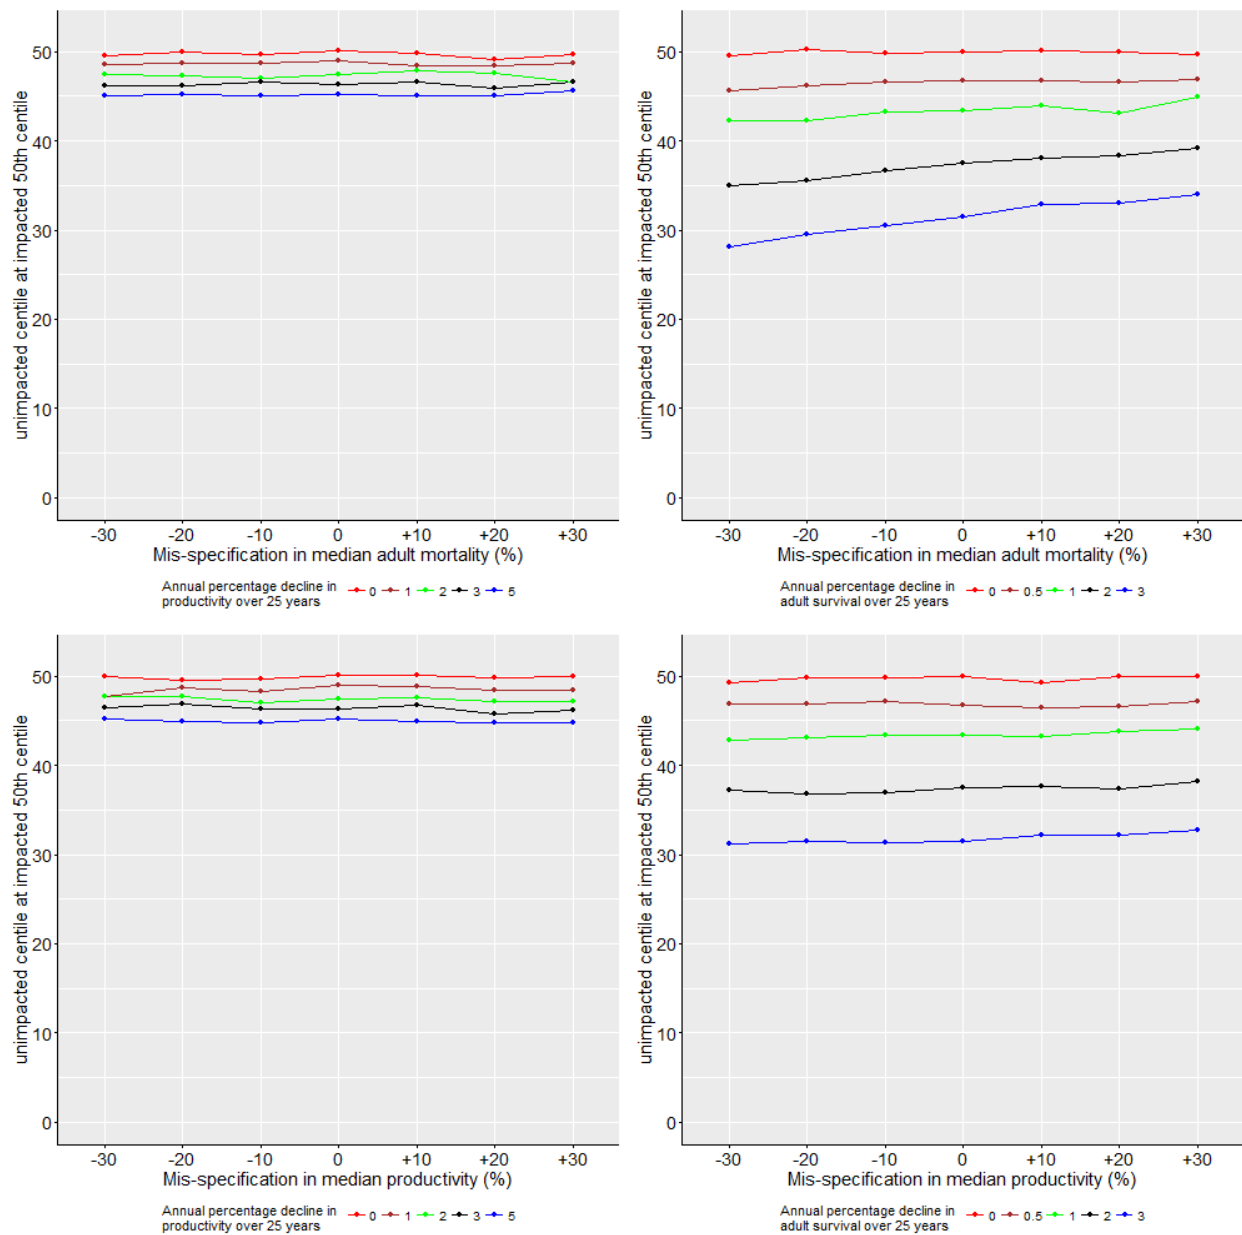 unimpacted centile at impacted 50th centile
50
40
30
20
10
0
-30 -20 -10 0 +10 +20 +30
Mis-specification in median adult mortality (%)
Annual percentage decline in
productivity over 25 years
0 1 2 3 5
unimpacted centile at impacted 50th centile
50
40
30
20
10
0
-30 -20 -10 0 +10 +20 +30
Mis-specification in median adult mortality (%)
Annual percentage decline in
adult survival over 25 years
0 0.5 1 2 3
unimpacted centile at impacted 50th centile
50
40
30
20
10
0
-30 -20 -10 0 +10 +20 +30
Mis-specification in median productivity (%)
Annual percentage decline in
productivity over 25 years
0 1 2 3 5
unimpacted centile at impacted 50th centile
50
40
30
20
10
0
-30 -20 -10 0 +10 +20 +30
Mis-specification in median productivity (%)
Annual percentage decline in
adult survival over 25 years
0 0.5 1 2 3